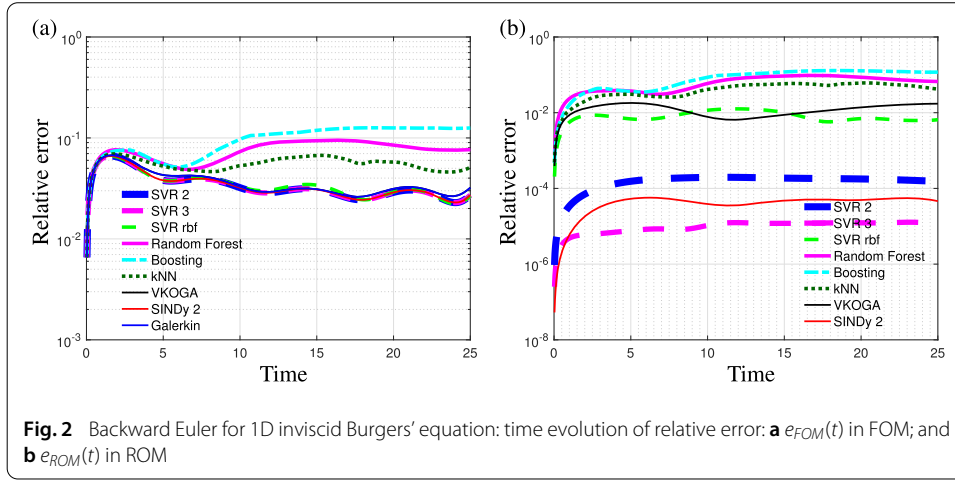 (a)
10^0
10^-1
10^-2
10^-3
Relative error
SVR 2
SVR 3
SVR rbf
Random Forest
Boosting
kNN
VKOGA
SINDy 2
Galerkin
0 5 10 15 20 25
Time
(b)
10^0
10^-2
10^-4
10^-6
10^-8
Relative error
SVR 2
SVR 3
SVR rbf
Random Forest
Boosting
kNN
VKOGA
SINDy 2
0 5 10 15 20 25
Time
Fig. 2 Backward Euler for 1D inviscid Burgers’ equation: time evolution of relative error: a e_FOM(t) in FOM; and
b e_ROM(t) in ROM